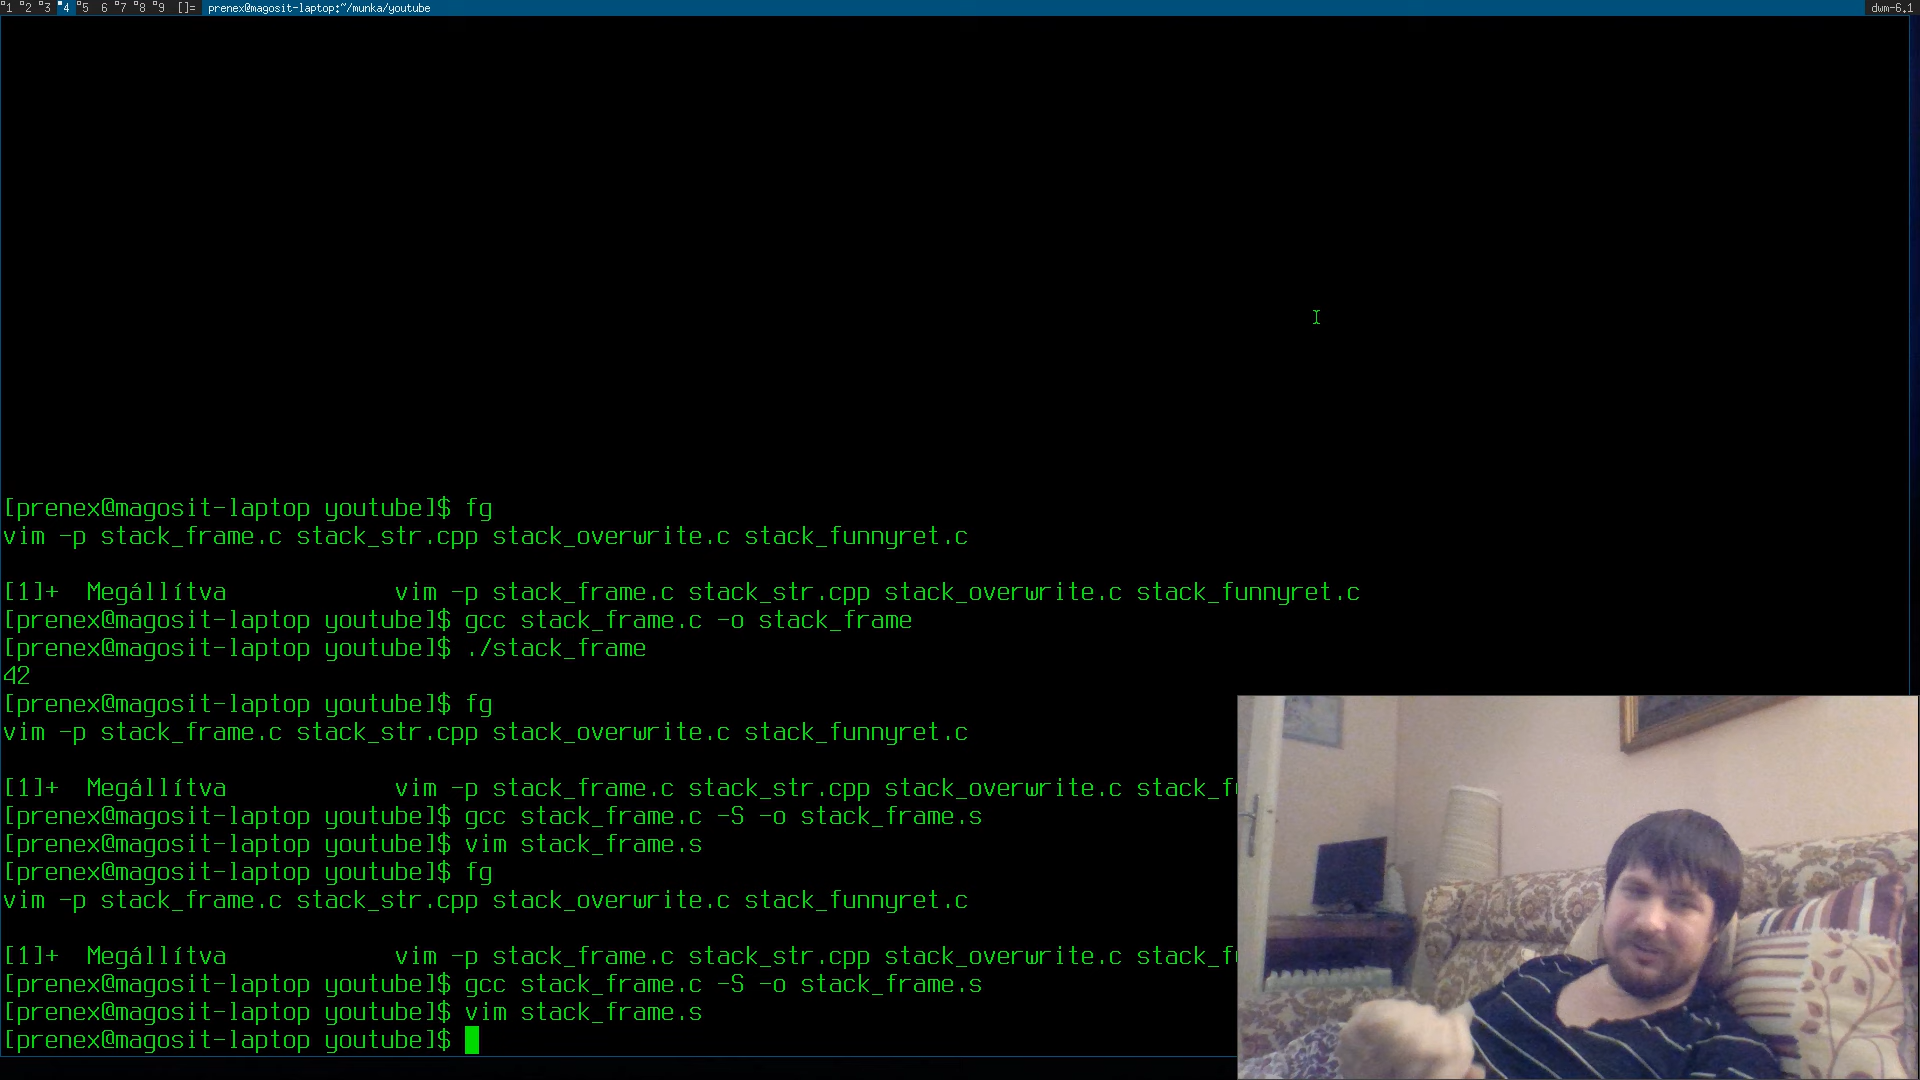 1 2 3 4 5 6 7 8 9 []= prenex@magosit-laptop:~/munka/youtube dwm-6.1
[prenex@magosit-laptop youtube]$ fg
vim -p stack_frame.c stack_str.cpp stack_overwrite.c stack_funnyret.c
[1]+  Megállítva            vim -p stack_frame.c stack_str.cpp stack_overwrite.c stack_funnyret.c
[prenex@magosit-laptop youtube]$ gcc stack_frame.c -o stack_frame
[prenex@magosit-laptop youtube]$ ./stack_frame
42
[prenex@magosit-laptop youtube]$ fg
vim -p stack_frame.c stack_str.cpp stack_overwrite.c stack_funnyret.c
[1]+  Megállítva            vim -p stack_frame.c stack_str.cpp stack_overwrite.c stack_f
[prenex@magosit-laptop youtube]$ gcc stack_frame.c -S -o stack_frame.s
[prenex@magosit-laptop youtube]$ vim stack_frame.s
[prenex@magosit-laptop youtube]$ fg
vim -p stack_frame.c stack_str.cpp stack_overwrite.c stack_funnyret.c
[1]+  Megállítva            vim -p stack_frame.c stack_str.cpp stack_overwrite.c stack_f
[prenex@magosit-laptop youtube]$ gcc stack_frame.c -S -o stack_frame.s
[prenex@magosit-laptop youtube]$ vim stack_frame.s
[prenex@magosit-laptop youtube]$